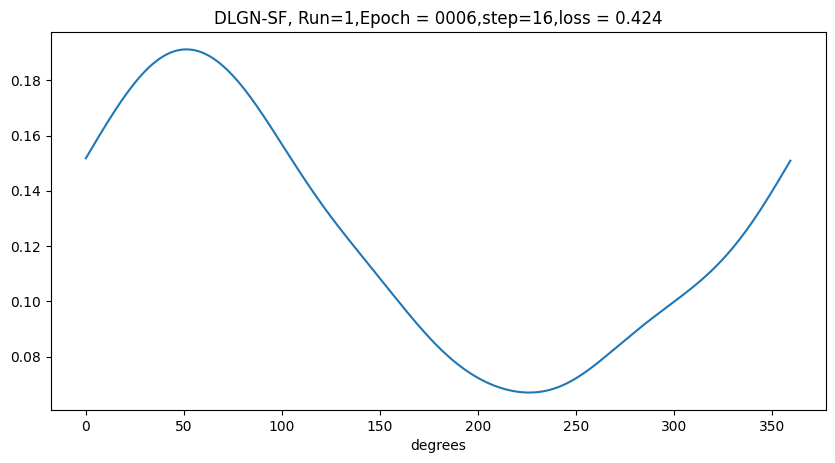 DLGN-SF, Run=1,Epoch = 0006,step=16,loss = 0.424
0.18
0.16
0.14
0.12
0.10
0.08
0 50 100 150 200 250 300 350
degrees